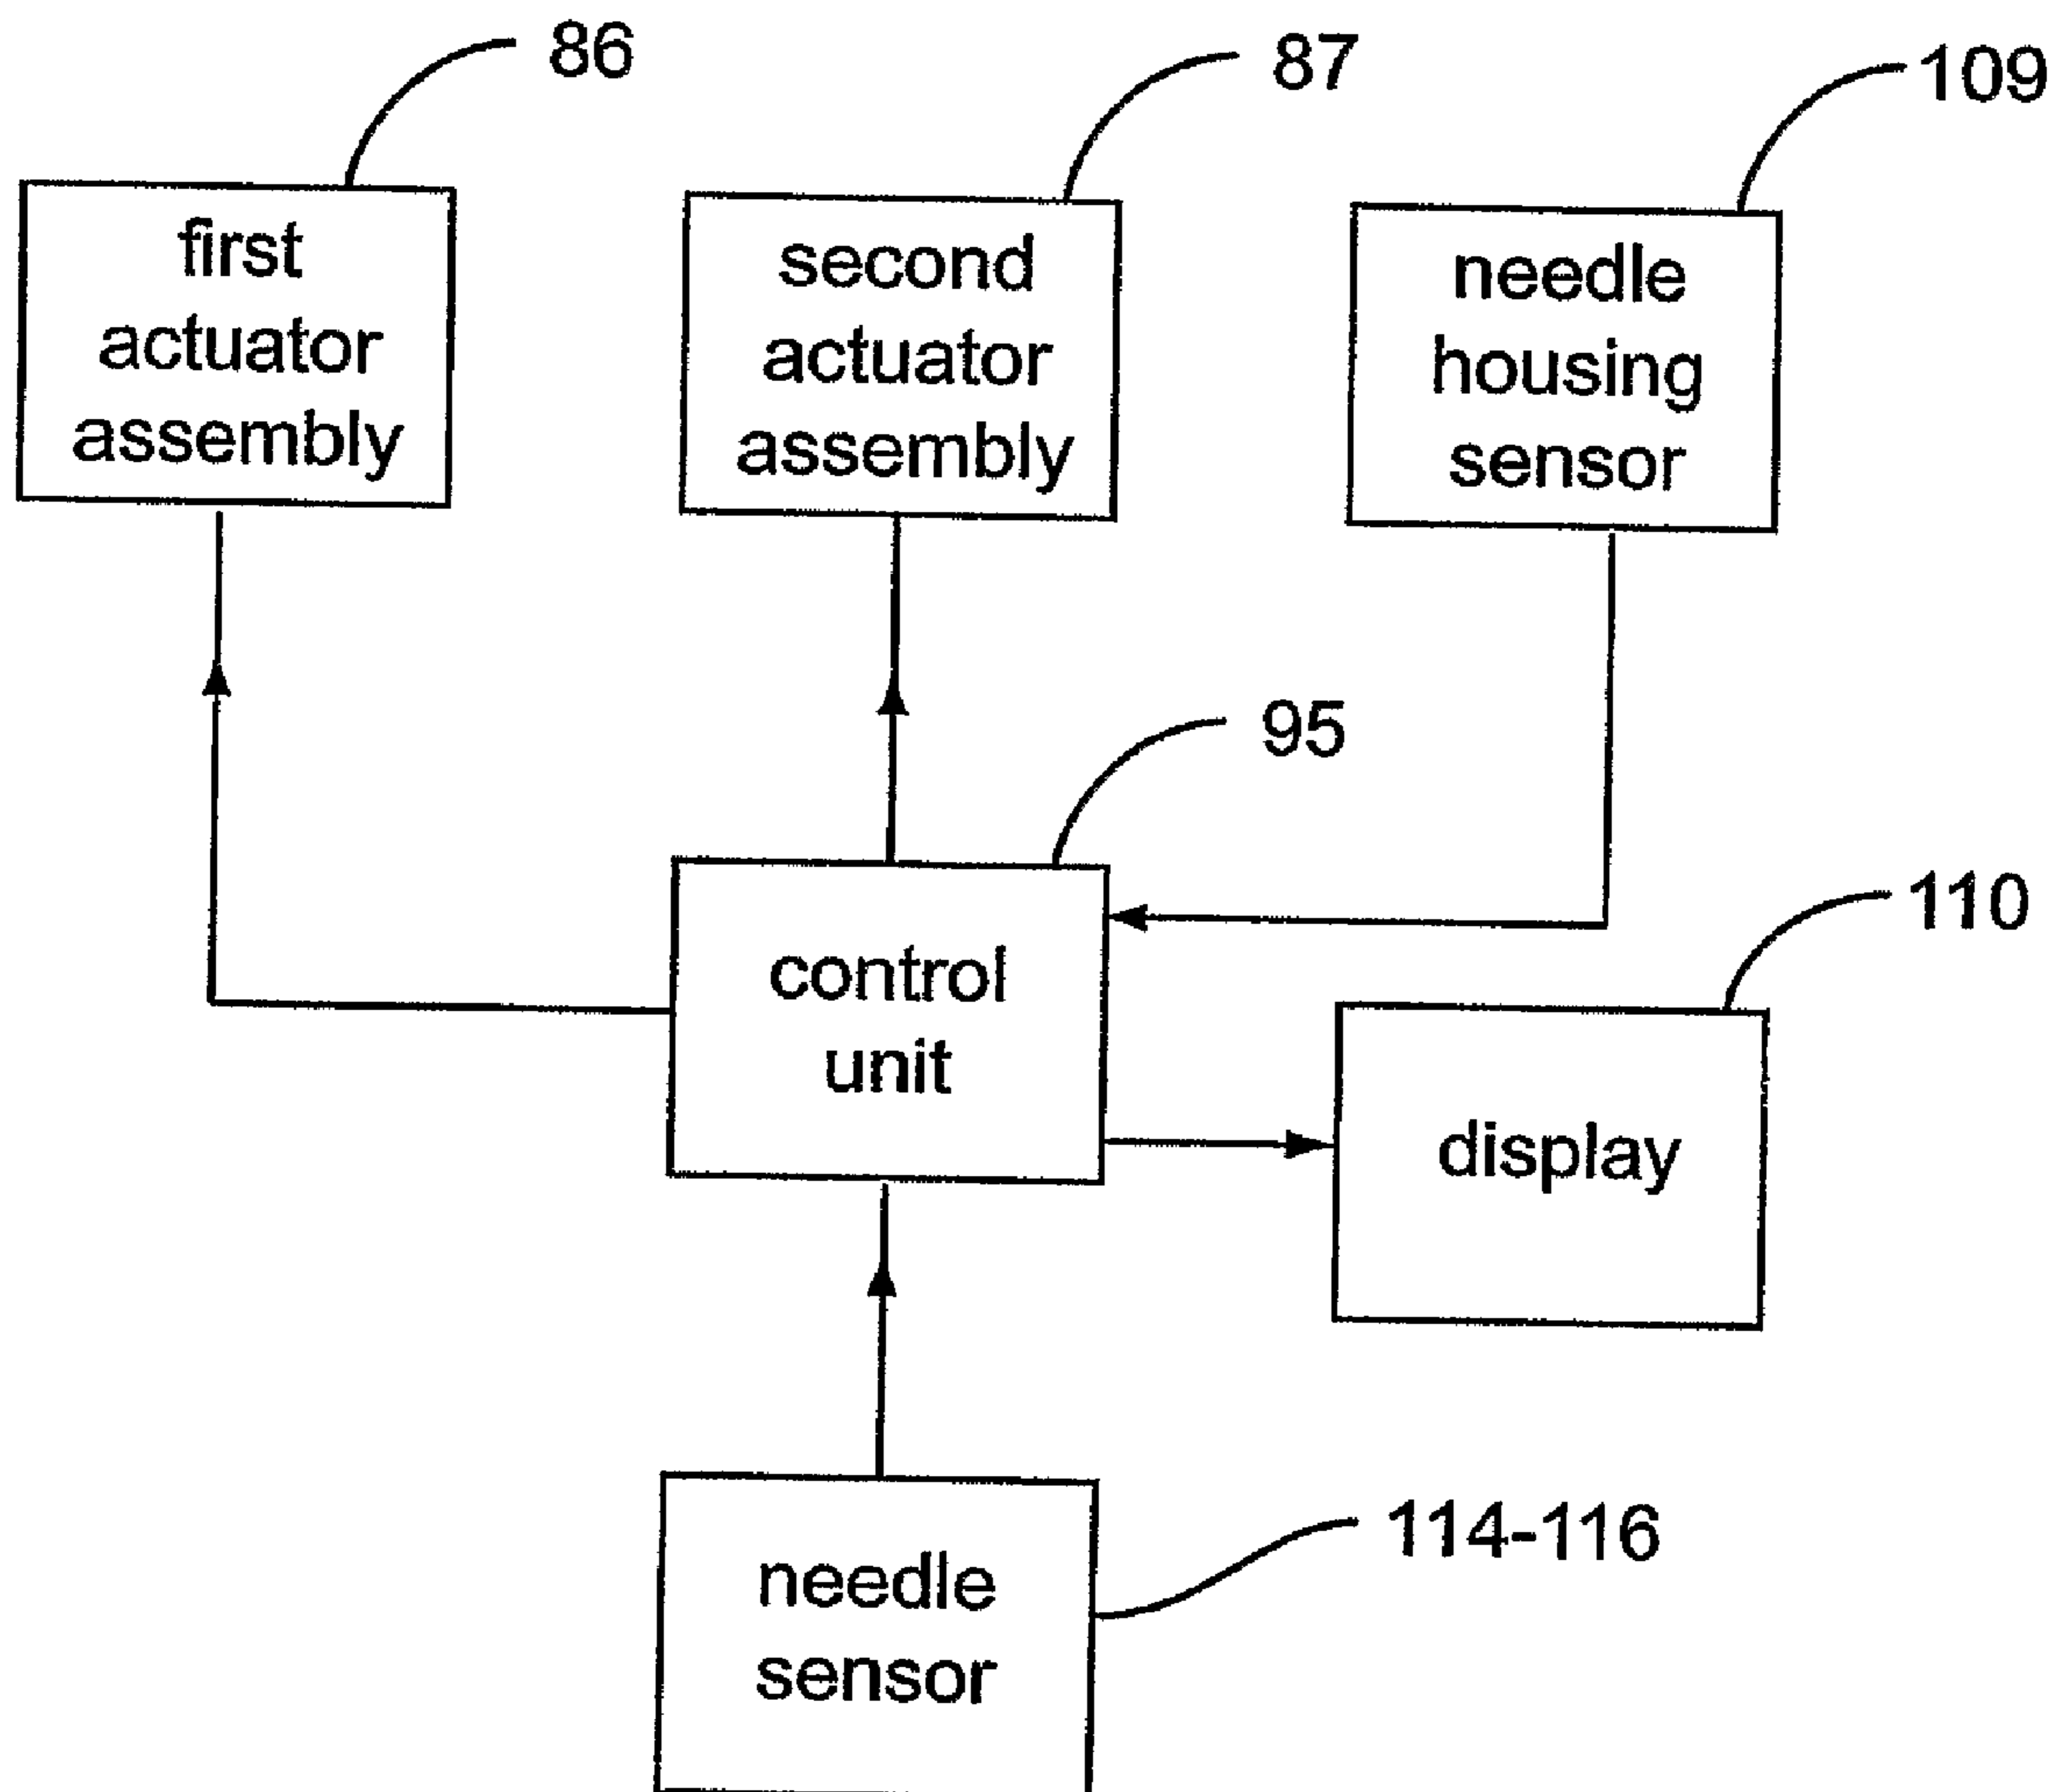 86
87
109
first
actuator
assembly
second
actuator
assembly
needle
housing
sensor
95
110
control
unit
display
114-116
needle
sensor